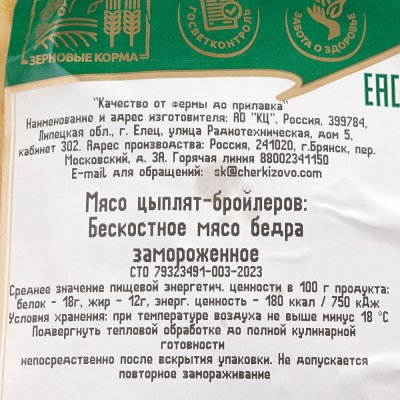 ЗЕРНОВЫЕ КОРМА
ГОСВЕТКОНТРОЛЬ
ЗАБОТА О ЗДОРОВЬЕ
EAC
"Качество от фермы до прилавка"
Наименование и адрес изготовителя: АО "КЦ", Россия, 399784,
Липецкая обл., г. Елец, улица Радиотехническая, дом 5,
кабинет 302. Адрес производства: Россия, 241020, г.Брянск, пер.
Московский, д. 3А. Горячая линия 88002341150
E-mail для обращений: sk@cherkizovo.com
Мясо цыплят-бройлеров:
Бескостное мясо бедра
замороженное
СТО 79323491-003-2023
Среднее значение пищевой энергетич. ценности в 100 г продукта:
белок - 18г, жир - 12г, энерг. ценность - 180 ккал / 750 кДж
Условия хранения: при температуре воздуха не выше минус 18 °С
Подвергнуть тепловой обработке до полной кулинарной
готовности
непосредственно после вскрытия упаковки. Не допускается
повторное замораживание